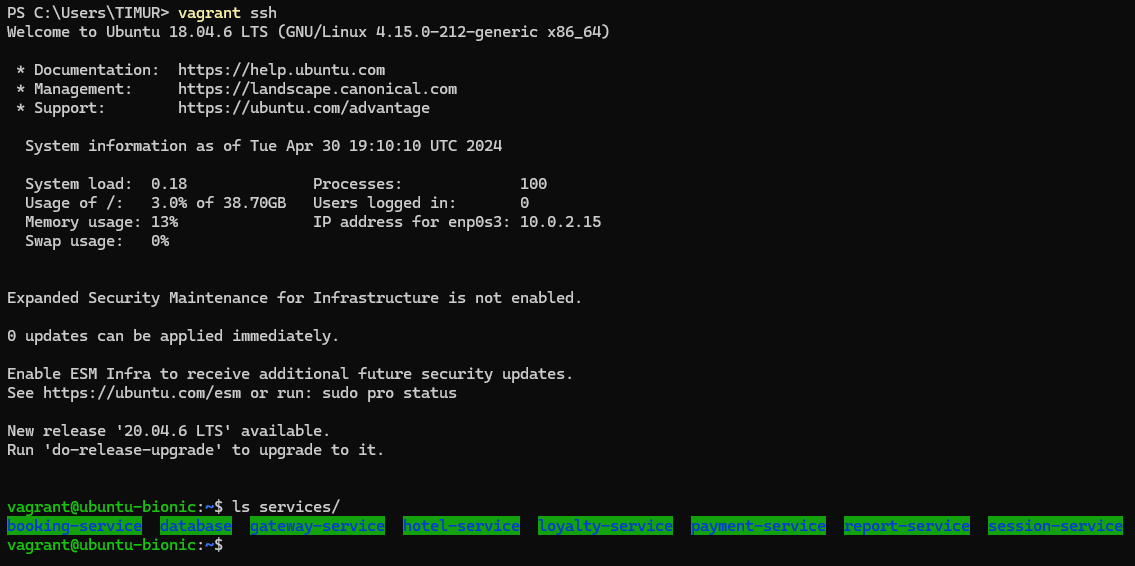 PS C:\Users\TIMUR> vagrant ssh
Welcome to Ubuntu 18.04.6 LTS (GNU/Linux 4.15.0-212-generic x86_64)
* Documentation:  https://help.ubuntu.com
* Management:     https://landscape.canonical.com
* Support:        https://ubuntu.com/advantage
System information as of Tue Apr 30 19:10:10 UTC 2024
System load:  0.18              Processes:             100
Usage of /:   3.0% of 38.70GB   Users logged in:       0
Memory usage: 13%               IP address for enp0s3: 10.0.2.15
Swap usage:   0%
Expanded Security Maintenance for Infrastructure is not enabled.
0 updates can be applied immediately.
Enable ESM Infra to receive additional future security updates.
See https://ubuntu.com/esm or run: sudo pro status
New release '20.04.6 LTS' available.
Run 'do-release-upgrade' to upgrade to it.
vagrant@ubuntu-bionic:~$ ls services/
booking-service  database  gateway-service  hotel-service  loyalty-service  payment-service  report-service  session-service
vagrant@ubuntu-bionic:~$